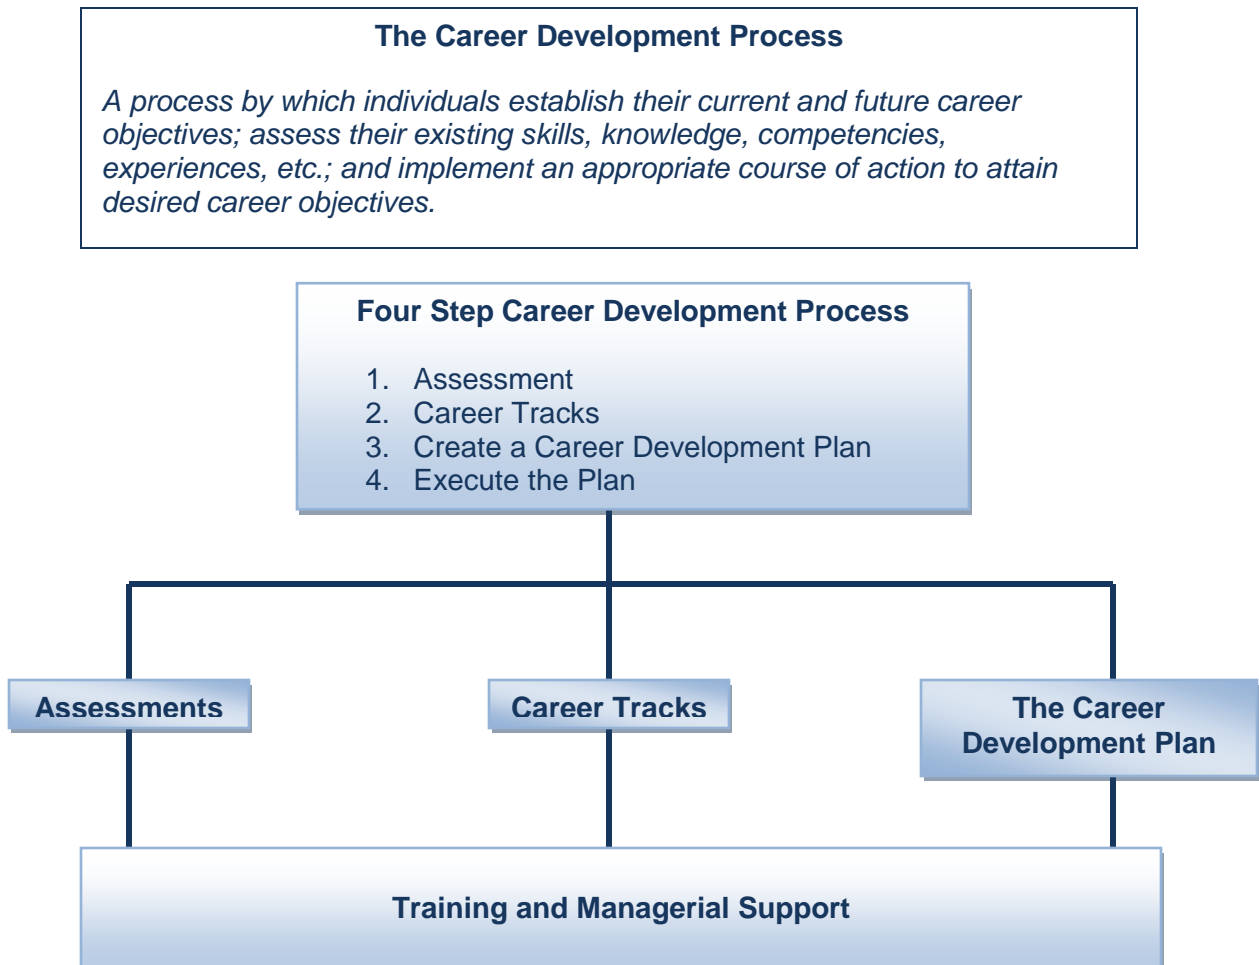 The Career Development Process
A process by which individuals establish their current and future career
objectives; assess their existing skills, knowledge, competencies,
experiences, etc.; and implement an appropriate course of action to attain
desired career objectives.
Four Step Career Development Process
1. Assessment
2. Career Tracks
3. Create a Career Development Plan
4. Execute the Plan
Assessments
Career Tracks
The Career
Development Plan
Training and Managerial Support